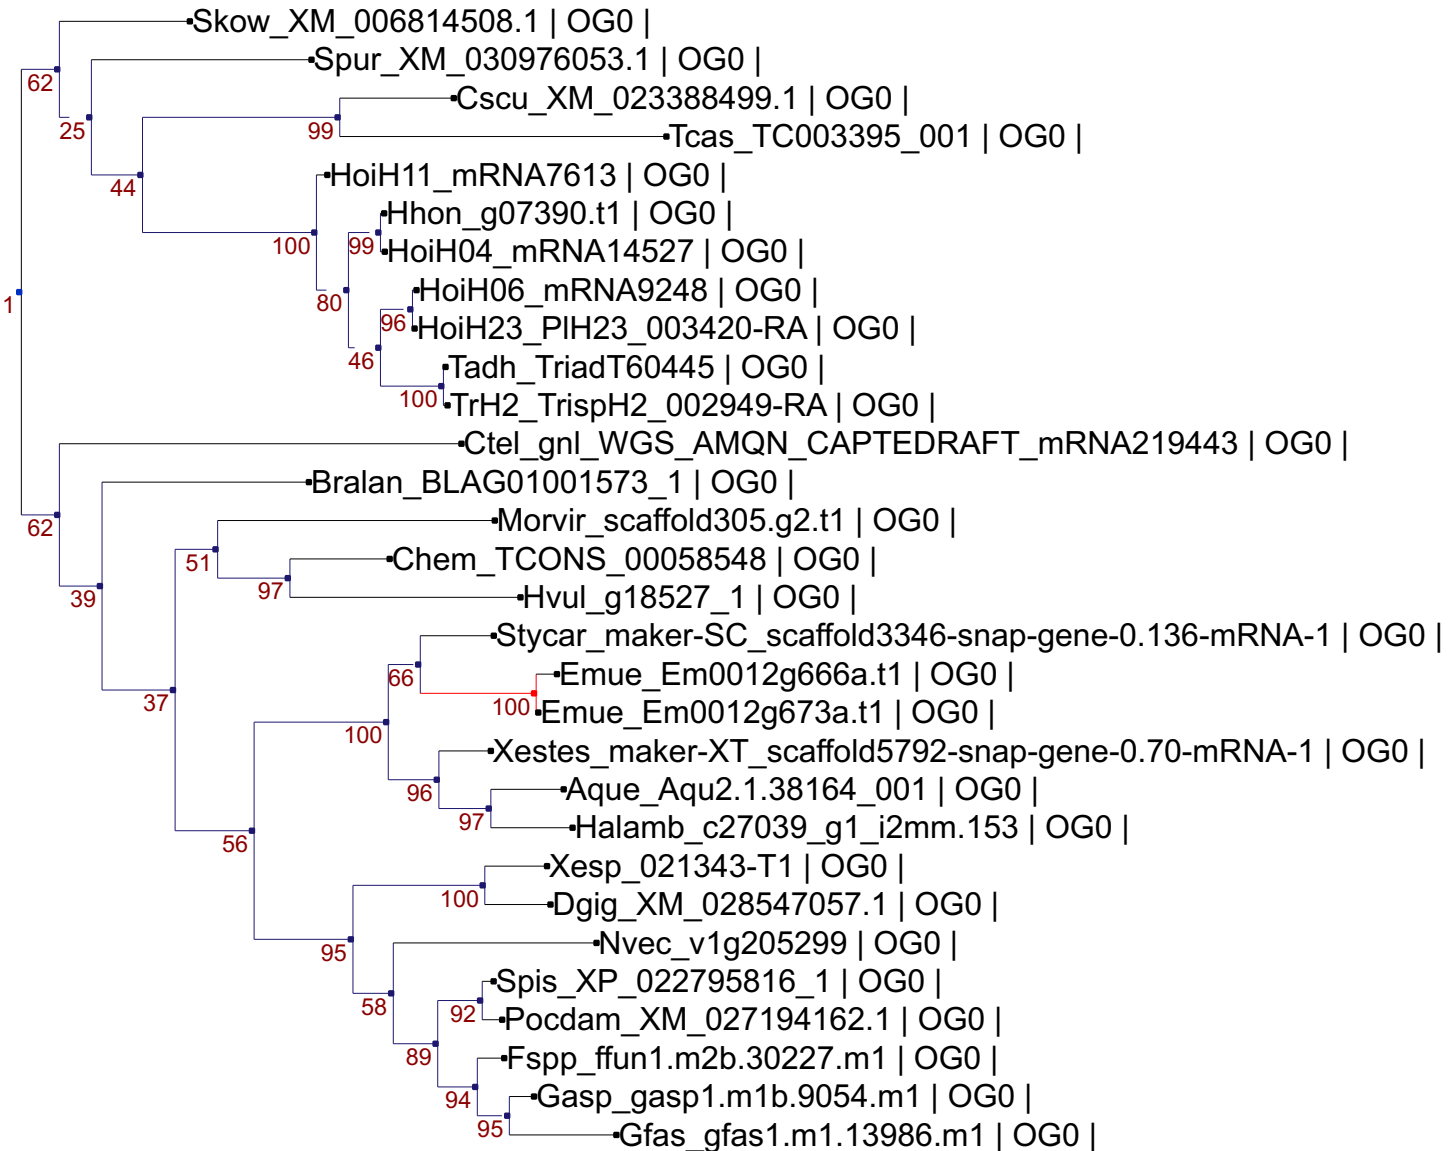 Skow_XM_006814508.1 | OG0 |
Spur_XM_030976053.1 | OG0 |
62
Cscu_XM_023388499.1 | OG0 |
25
99
Tcas_TC003395_001 | OG0 |
HoiH11_mRNA7613 | OG0 |
44
Hhon_g07390.t1 | OG0 |
100
99
HoiH04_mRNA14527 | OG0 |
HoiH06_mRNA9248 | OG0 |
1
80
96
HoiH23_PlH23_003420-RA | OG0 |
46
Tadh_TriadT60445 | OG0 |
100
TrH2_TrispH2_002949-RA | OG0 |
Ctel_gnl_WGS_AMQN_CAPTEDRAFT_mRNA219443 | OG0 |
Bralan_BLAG01001573_1 | OG0 |
62
Morvir_scaffold305.g2.t1 | OG0 |
51
Chem_TCONS_00058548 | OG0 |
39
97
Hvul_g18527_1 | OG0 |
Stycar_maker-SC_scaffold3346-snap-gene-0.136-mRNA-1 | OG0 |
66
Emue_Em0012g666a.t1 | OG0 |
37
100
Emue_Em0012g673a.t1 | OG0 |
100
Xestes_maker-XT_scaffold5792-snap-gene-0.70-mRNA-1 | OG0 |
96
Aque_Aqu2.1.38164_001 | OG0 |
97
Halamb_c27039_g1_i2mm.153 | OG0 |
56
Xesp_021343-T1 | OG0 |
100
Dgig_XM_028547057.1 | OG0 |
95
Nvec_v1g205299 | OG0 |
Spis_XP_022795816_1 | OG0 |
58
92
Pocdam_XM_027194162.1 | OG0 |
89
Fspp_ffun1.m2b.30227.m1 | OG0 |
94
Gasp_gasp1.m1b.9054.m1 | OG0 |
95
Gfas_gfas1.m1.13986.m1 | OG0 |